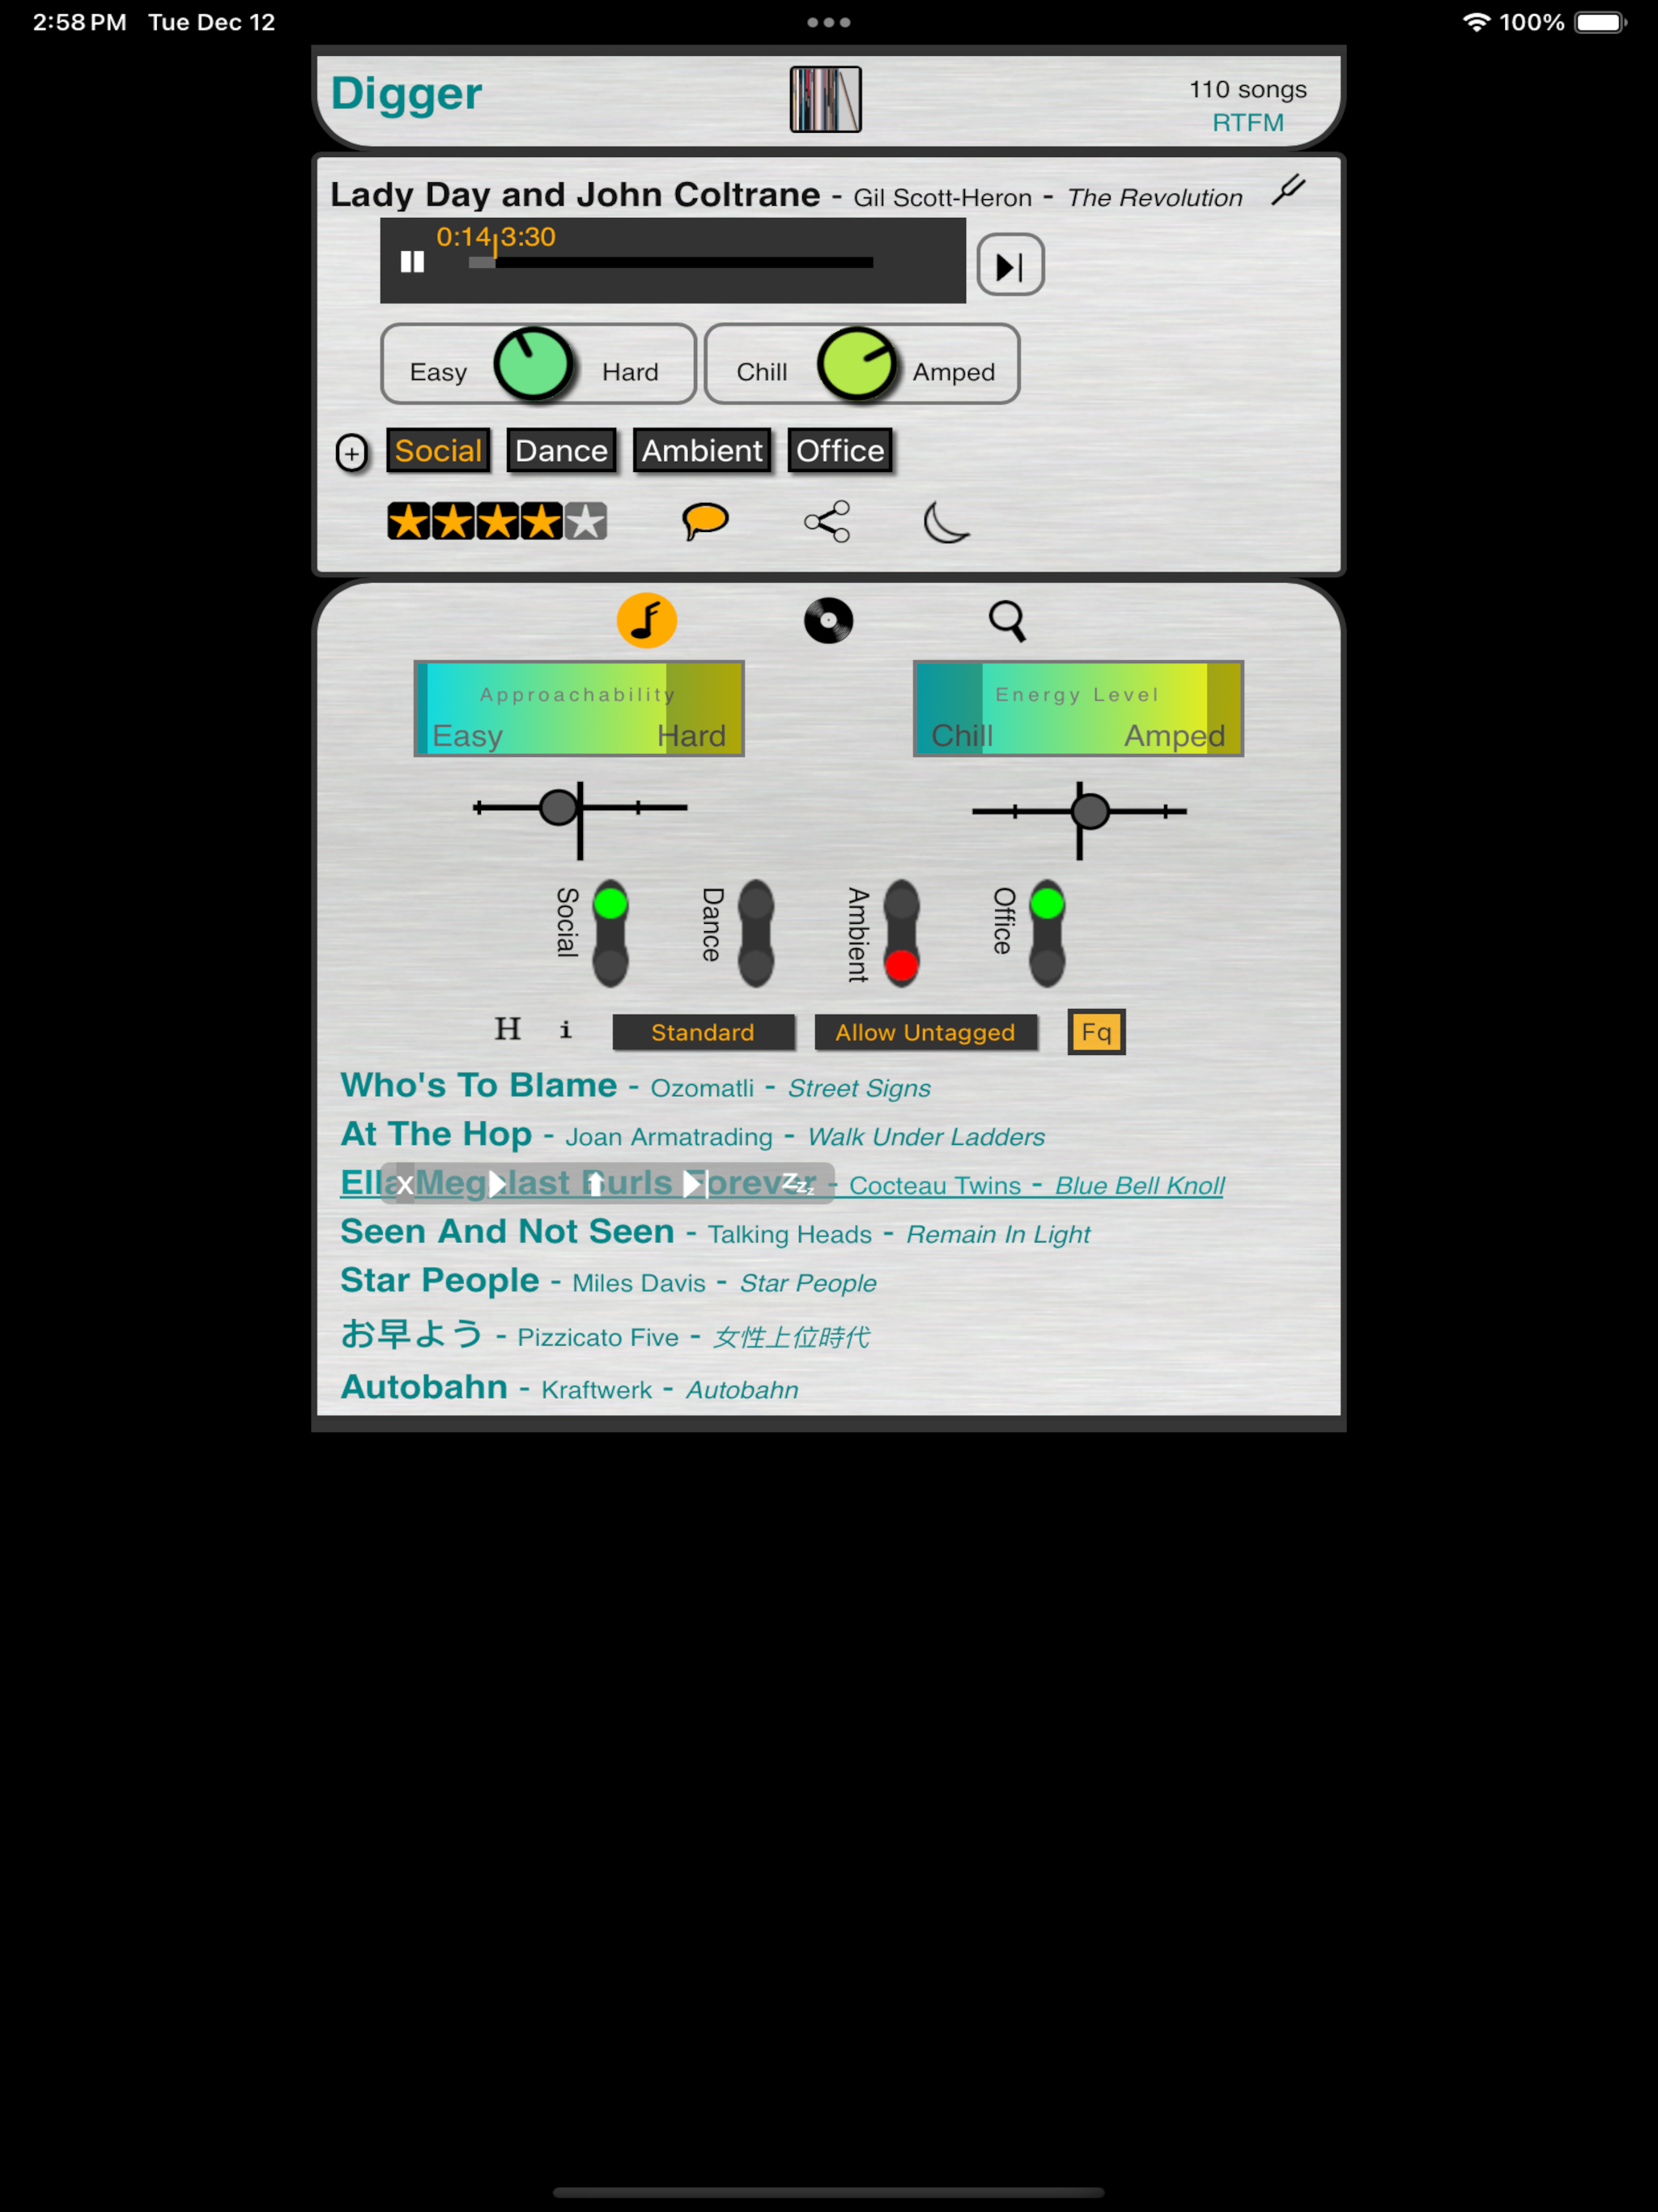 2:58 PM Tue Dec 12 100%
Digger
110 songs
RTFM
Lady Day and John Coltrane - Gil Scott-Heron - The Revolution
0:14 3:30
Easy Hard Chill Amped
+ Social Dance Ambient Office
Approachability Energy Level
Easy Hard Chill Amped
Social Dance Ambient Office
H i Standard Allow Untagged Fq
Who's To Blame - Ozomatli - Street Signs
At The Hop - Joan Armatrading - Walk Under Ladders
Ella Megalast Burls Forever - Cocteau Twins - Blue Bell Knoll
x Zzz
Seen And Not Seen - Talking Heads - Remain In Light
Star People - Miles Davis - Star People
お早よう - Pizzicato Five - 女性上位時代
Autobahn - Kraftwerk - Autobahn